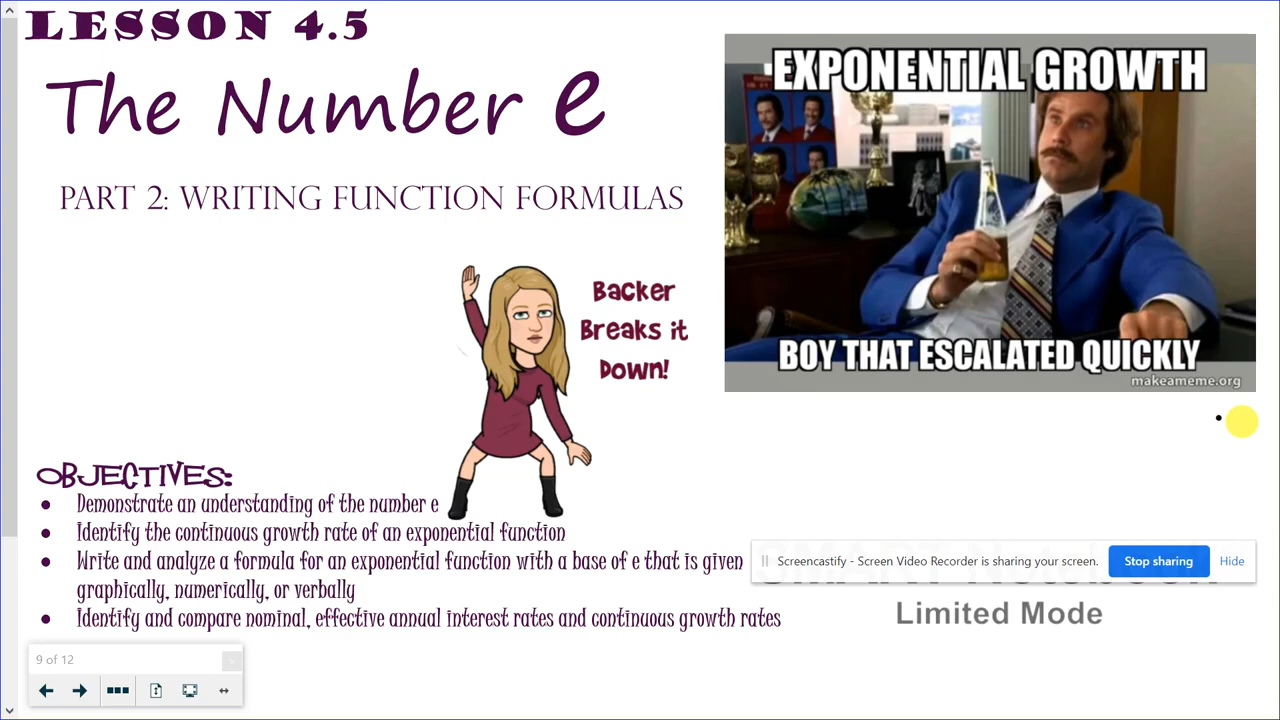 LESSON 4.5
The Number e
PART 2: WRITING FUNCTION FORMULAS
EXPONENTIAL GROWTH
BOY THAT ESCALATED QUICKLY
makeameme.org
Backer
Breaks it
Down!
OBJECTIVES:
• Demonstrate an understanding of the number e
• Identify the continuous growth rate of an exponential function
• Write and analyze a formula for an exponential function with a base of e that is given
graphically, numerically, or verbally
• Identify and compare nominal, effective annual interest rates and continuous growth rates
Screencastify - Screen Video Recorder is sharing your screen. Stop sharing Hide
Limited Mode
9 of 12